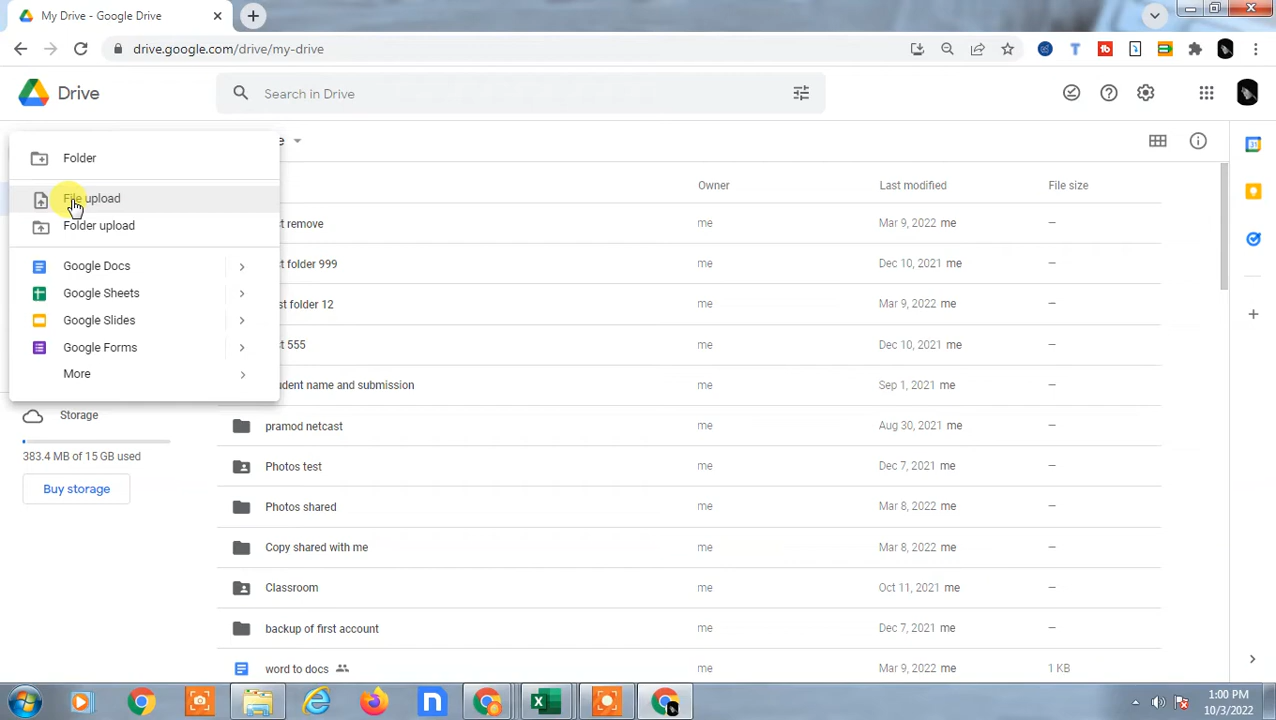 My Drive - Google Drive
drive.google.com/drive/my-drive
Drive
Search in Drive
Folder
File upload
Folder upload
Google Docs
Google Sheets
Google Slides
Google Forms
More
Storage
383.4 MB of 15 GB used
Buy storage
Owner Last modified File size
remove me Mar 9, 2022 me –
folder 999 me Dec 10, 2021 me –
folder 12 me Mar 9, 2022 me –
555 me Dec 10, 2021 me –
name and submission me Sep 1, 2021 me –
pramod netcast me Aug 30, 2021 me –
Photos test me Dec 7, 2021 me –
Photos shared me Mar 8, 2022 me –
Copy shared with me me Mar 8, 2022 me –
Classroom me Oct 11, 2021 me –
backup of first account me Dec 7, 2021 me –
word to docs me Mar 9, 2022 me 1 KB
1:00 PM
10/3/2022